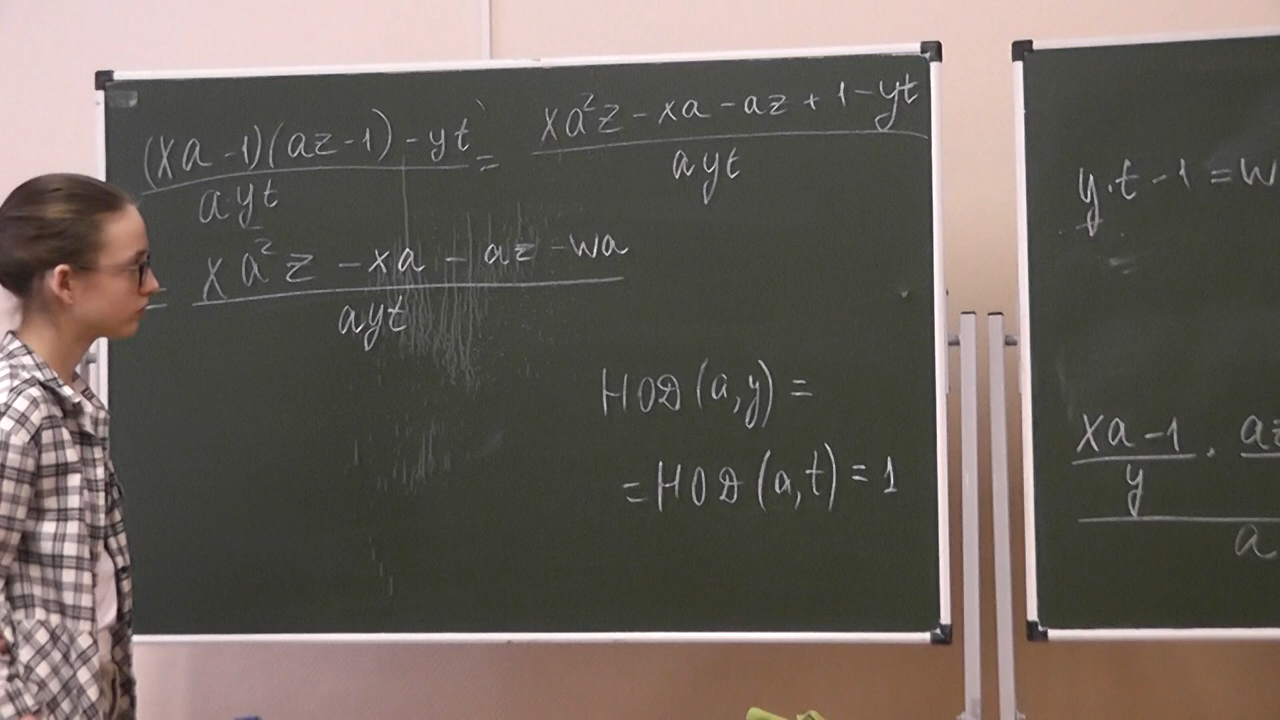 (xa-1)(az-1)-yt / ayt = xa²z - xa - az + 1 - yt / ayt
= xa²z - xa - az - wa / ayt
НОД(a,y) =
=НОД(a,t)=1
y·t-1=w
xa-1 / y · az
a